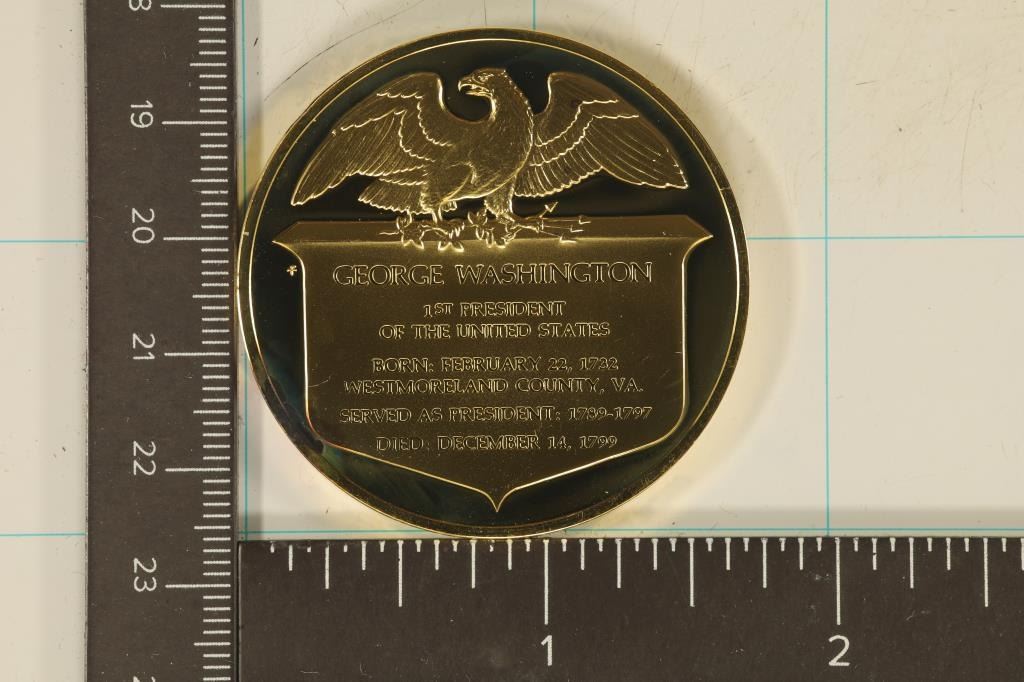 GEORGE WASHINGTON
1ST PRESIDENT
OF THE UNITED STATES
BORN: FEBRUARY 22, 1732
WESTMORELAND COUNTY, VA.
SERVED AS PRESIDENT: 1789-1797
DIED: DECEMBER 14, 1799
19
20
21
22
23
1
2